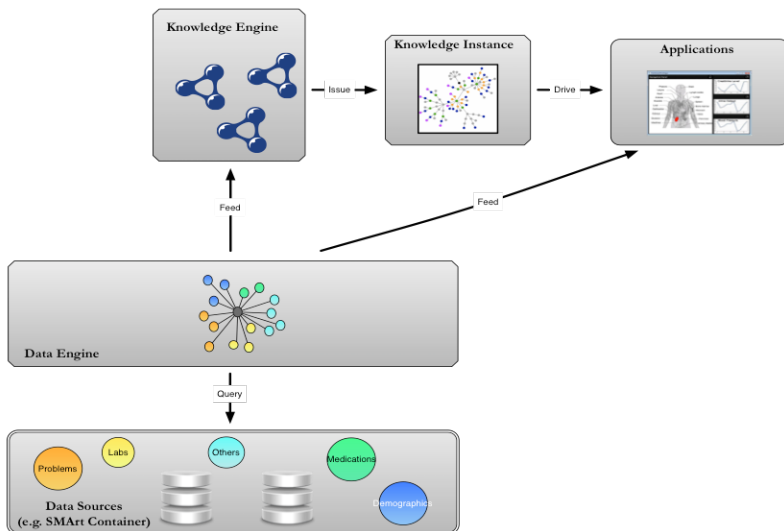 Knowledge Engine
Knowledge Instance
Applications
Issue
Drive
Feed
Feed
Data Engine
Query
Problems
Labs
Others
Medications
Demographics
Data Sources
(e.g. SMArt Container)